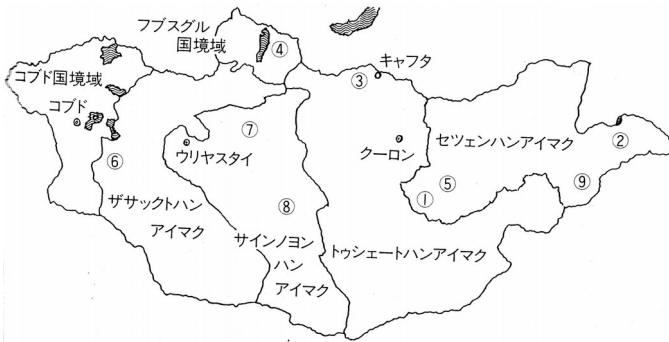 フブスグル
国境域
④
キャフタ
③
コブド国境域
コブド
②
⑦
セツェンハンアイマク
ウリヤスタイ
クーロン
⑥
⑤
⑨
①
ザサックトハン
アイマク
⑧
サインノヨン
ハン
アイマク
トゥシェートハンアイマク